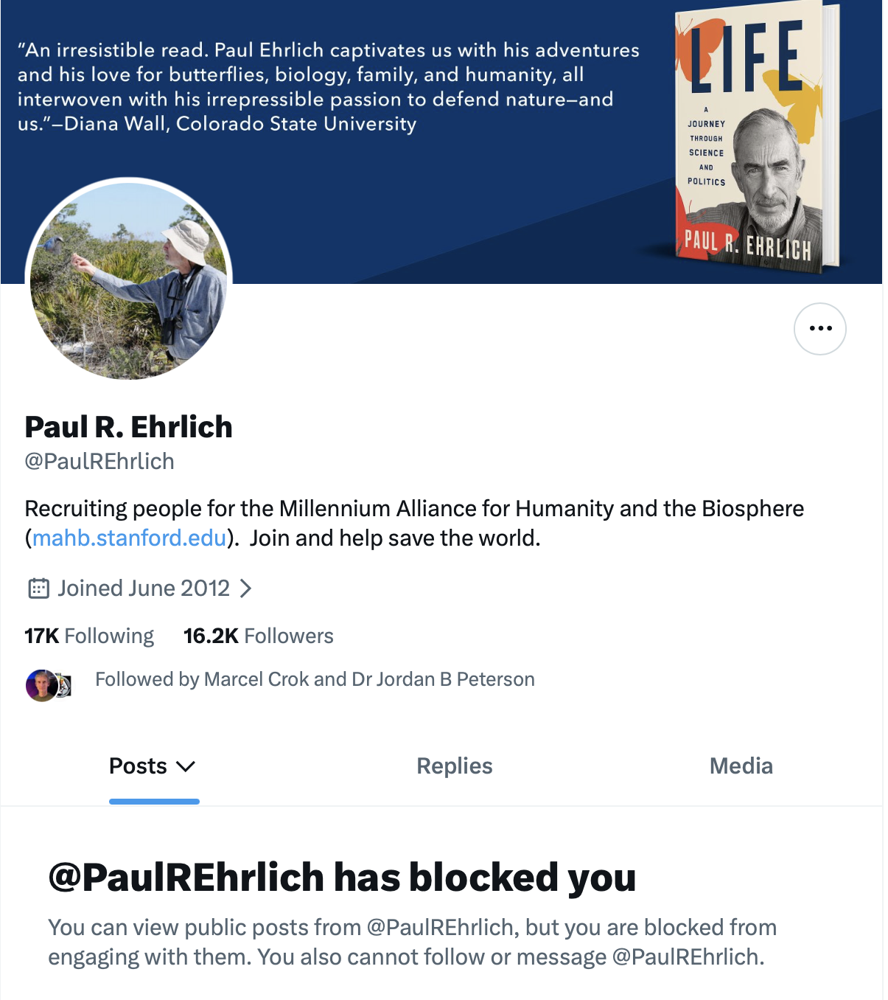 “An irresistible read. Paul Ehrlich captivates us with his adventures
and his love for butterflies, biology, family, and humanity, all
interwoven with his irrepressible passion to defend nature—and
us.”—Diana Wall, Colorado State University
LIFE
A
JOURNEY
THROUGH
SCIENCE
AND
POLITICS
PAUL R. EHRLICH
Paul R. Ehrlich
@PaulREhrlich
Recruiting people for the Millennium Alliance for Humanity and the Biosphere
(mahb.stanford.edu).  Join and help save the world.
Joined June 2012
17K Following 16.2K Followers
Followed by Marcel Crok and Dr Jordan B Peterson
Posts Replies Media
@PaulREhrlich has blocked you
You can view public posts from @PaulREhrlich, but you are blocked from
engaging with them. You also cannot follow or message @PaulREhrlich.